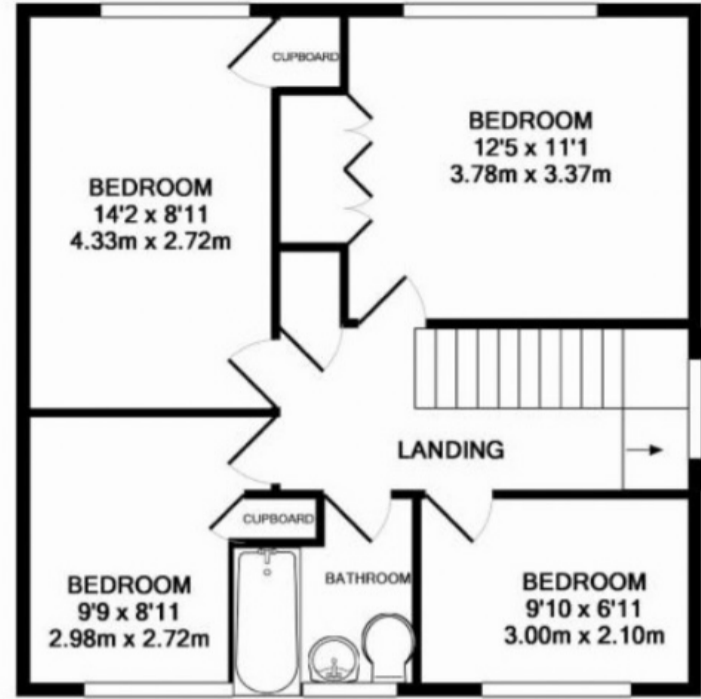 CUPBOARD
BEDROOM
14'2 x 8'11
4.33m x 2.72m
BEDROOM
12'5 x 11'1
3.78m x 3.37m
LANDING
CUPBOARD
BATHROOM
BEDROOM
9'9 x 8'11
2.98m x 2.72m
BEDROOM
9'10 x 6'11
3.00m x 2.10m